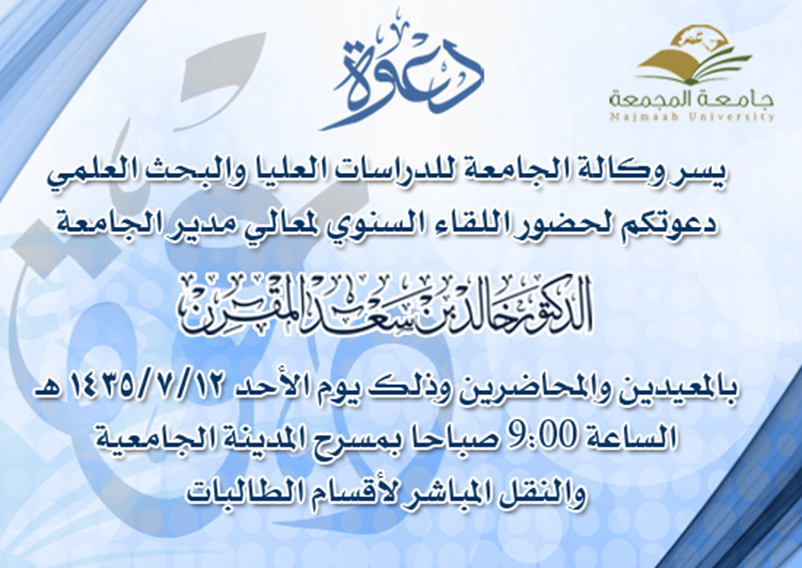 دعوة
جامعة المجمعة
Majmaah University
يسر وكالة الجامعة للدراسات العليا والبحث العلمي
دعوتكم لحضور اللقاء السنوي لمعالي مدير الجامعة
الدكتور خالد بن سعد المقرن
بالمعيدين والمحاضرين وذلك يوم الأحد ١٤٣٥/٧/١٢ هـ
الساعة 9:00 صباحا بمسرح المدينة الجامعية
والنقل المباشر لأقسام الطالبات